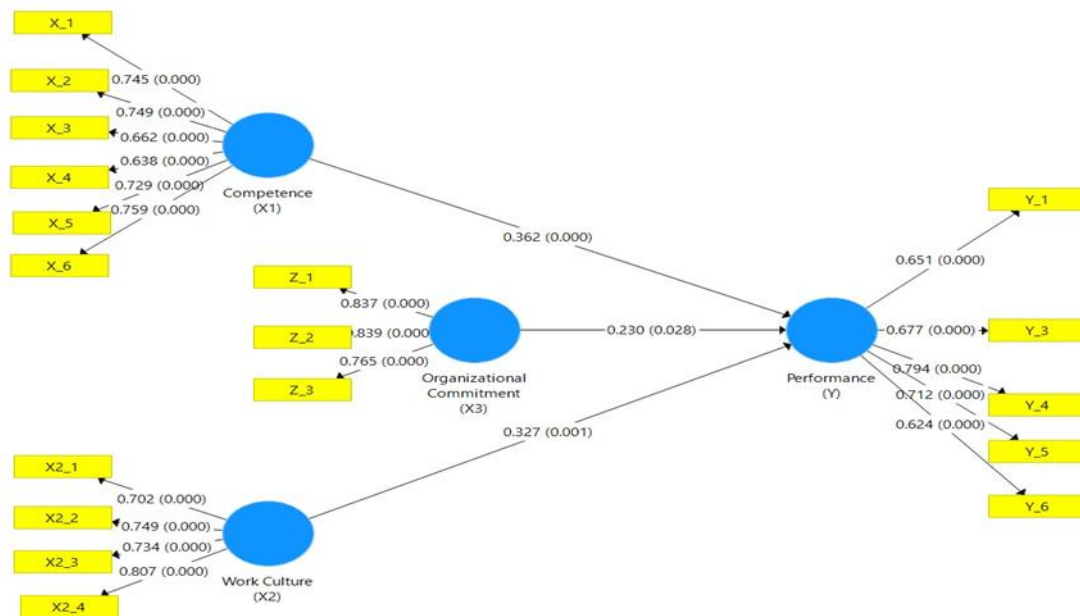 X_1
0.745 (0.000)
X_2
0.749 (0.000)
X_3
0.662 (0.000)
0.638 (0.000)
X_4
0.729 (0.000)
0.759 (0.000)
X_5
X_6
Competence
(X1)
0.362 (0.000)
Z_1
0.837 (0.000)
Z_2
0.839 (0.000
0.765 (0.000)
Z_3
Organizational
Commitment
(X3)
0.230 (0.028)
0.327 (0.001)
X2_1
0.702 (0.000)
X2_2
0.749 (0.000)
0.734 (0.000)
X2_3
0.807 (0.000)
X2_4
Work Culture
(X2)
Performance
(Y)
Y_1
0.651 (0.000)
0.677 (0.000)
Y_3
0.794 (0.000)
0.712 (0.000)
Y_4
0.624 (0.000)
Y_5
Y_6